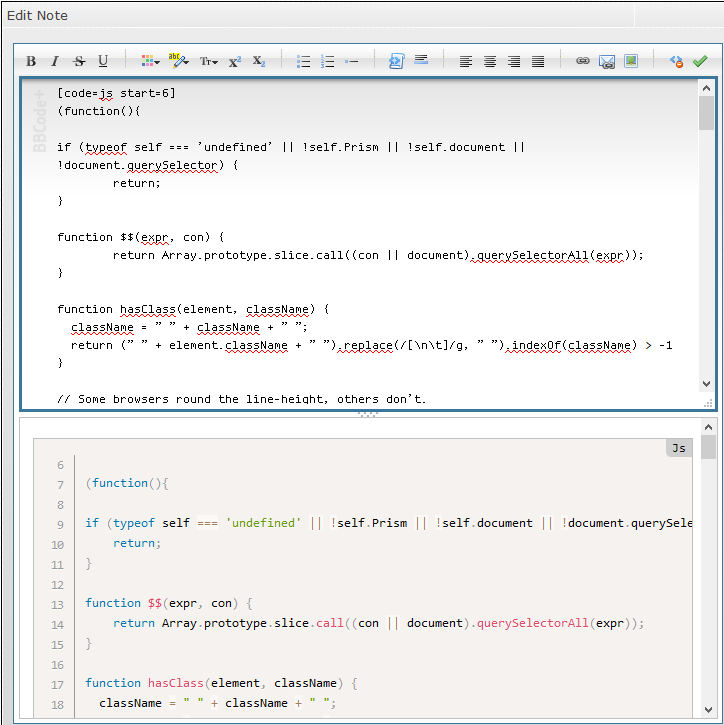 Edit Note
B I S U abc Tт x² x₂
BBCode+
[code=js start=6]
(function(){
if (typeof self === ’undefined’ || !self.Prism || !self.document ||
!document.querySelector) {
return;
}
function $$(expr, con) {
return Array.prototype.slice.call((con || document).querySelectorAll(expr));
}
function hasClass(element, className) {
className = ” ” + className + ” ”;
return (” ” + element.className + ” ”).replace(/[\n\t]/g, ” ”).indexOf(className) > -1
}
// Some browsers round the line-height, others don’t.
Js
6
7 (function(){
8
9 if (typeof self === 'undefined' || !self.Prism || !self.document || !document.querySele
10 return;
11 }
12
13 function $$(expr, con) {
14 return Array.prototype.slice.call((con || document).querySelectorAll(expr));
15 }
16
17 function hasClass(element, className) {
18 className = " " + className + " ";